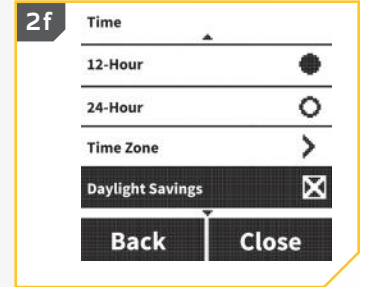 2f
Time
12-Hour
24-Hour
Time Zone
Daylight Savings
Back Close